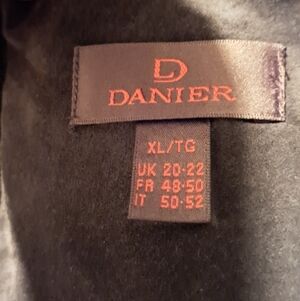 D
DANIER
XL/TG
UK 20-22
FR 48-50
IT 50-52